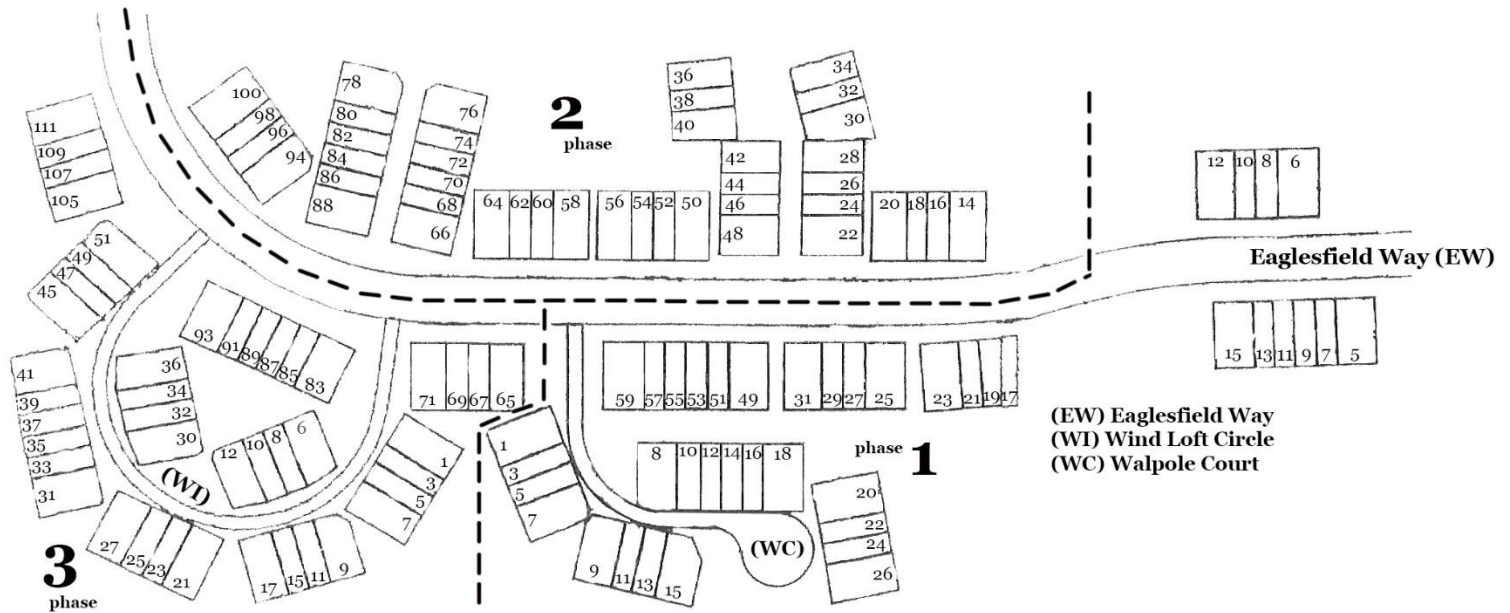 100 98 96 94
78 80 82 84 86 88
76 74 72 70 68 66
2
phase
36 38 40
42 44 46 48
34 32 30
28 26 24 22
64 62 60 58
56 54 52 50
20 18 16 14
12 10 8 6
Eaglesfield Way (EW)
15 13 11 9 7 5
111 109 107 105
51 49 47 45
93 91 89 87 85 83
71 69 67 65
59 57 55 53 51 49
31 29 27 25
23 21 19 17
(EW) Eaglesfield Way
(WI) Wind Loft Circle
(WC) Walpole Court
phase 1
41 39 37 35 33 31
36 34 32 30
12 10 8 6
(WI)
1 3 5 7
1 3 5 7
8 10 12 14 16 18
20 22 24 26
(WC)
27 25 23 21
17 15 11 9
9 11 13 15
3
phase